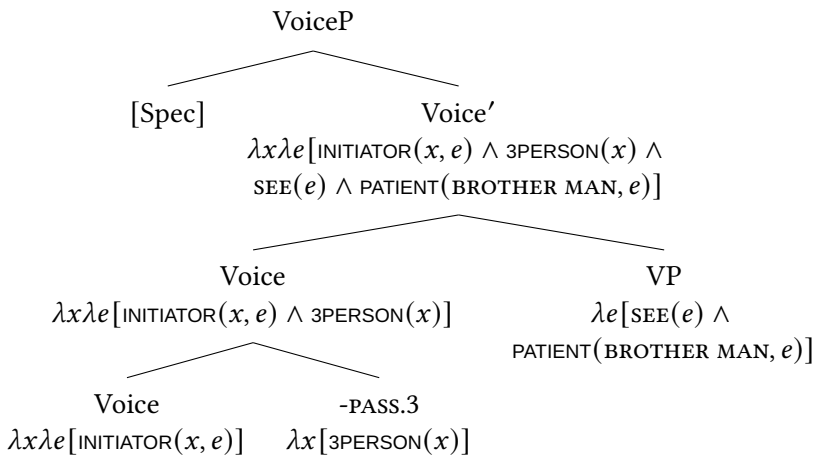 VoiceP
[Spec] Voice′
λxλe[INITIATOR(x, e) ∧ 3PERSON(x) ∧
SEE(e) ∧ PATIENT(BROTHER MAN, e)]
Voice VP
λxλe[INITIATOR(x, e) ∧ 3PERSON(x)] λe[SEE(e) ∧
PATIENT(BROTHER MAN, e)]
Voice -PASS.3
λxλe[INITIATOR(x, e)] λx[3PERSON(x)]